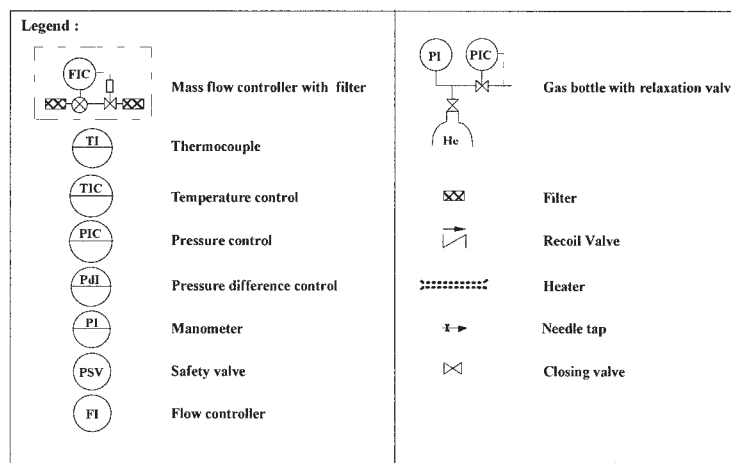 Legend :
FIC
Mass flow controller with filter
TI
Thermocouple
TIC
Temperature control
PIC
Pressure control
PdI
Pressure difference control
PI
Manometer
PSV
Safety valve
FI
Flow controller
PI PIC
Gas bottle with relaxation valv
He
Filter
Recoil Valve
Heater
Needle tap
Closing valve